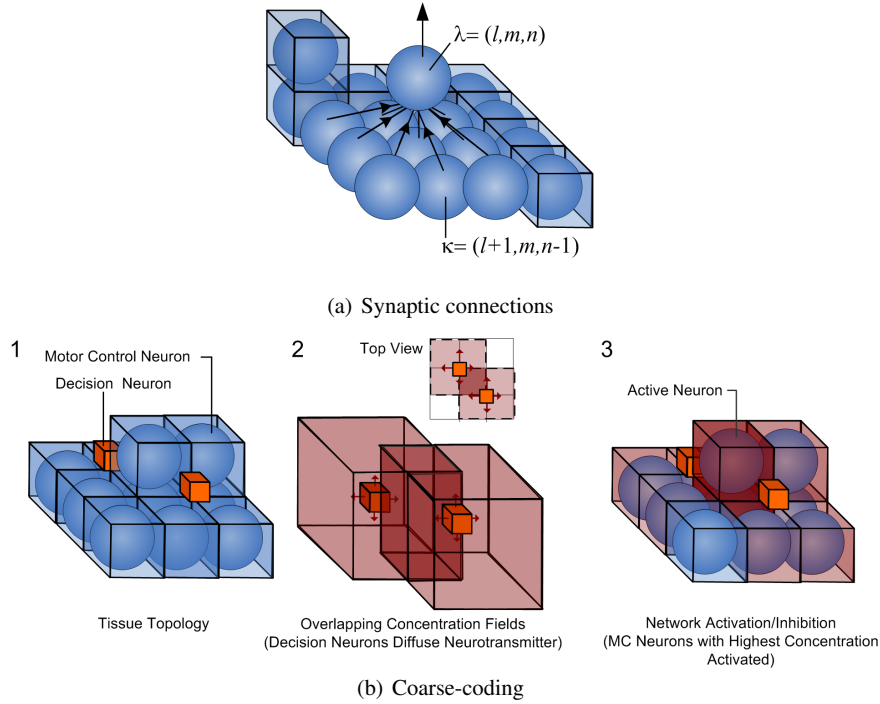 λ= (l,m,n)
κ= (l+1,m,n-1)
(a) Synaptic connections
1
Motor Control Neuron
Decision Neuron
Tissue Topology
2
Top View
Overlapping Concentration Fields
(Decision Neurons Diffuse Neurotransmitter)
3
Active Neuron
Network Activation/Inhibition
(MC Neurons with Highest Concentration
Activated)
(b) Coarse-coding